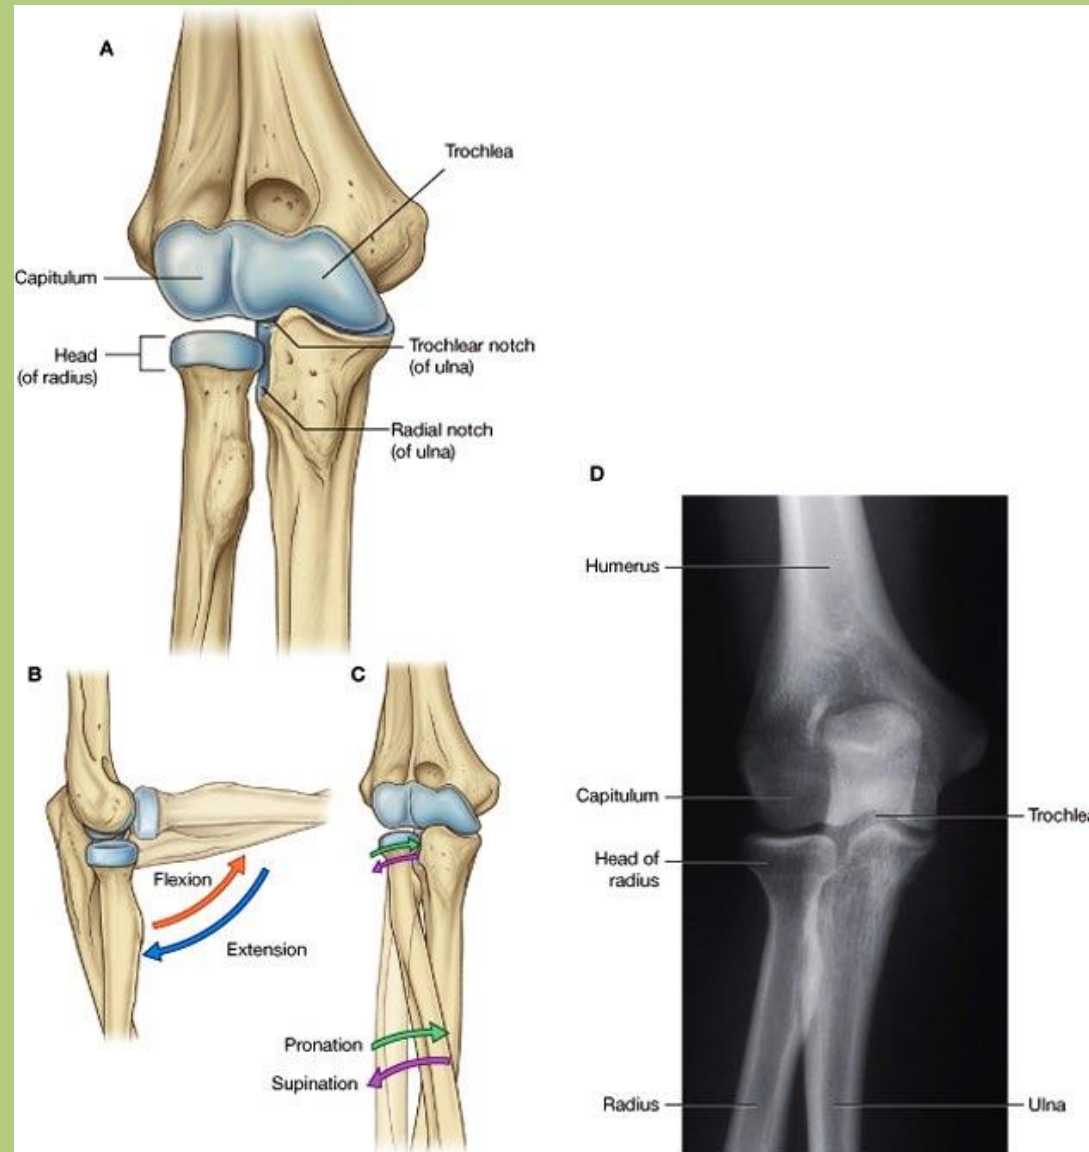 A
Trochlea
Capitulum
Head
(of radius)
Trochlear notch
(of ulna)
Radial notch
(of ulna)
B
Flexion
Extension
C
Pronation
Supination
D
Humerus
Capitulum
Trochlea
Head of
radius
Radius
Ulna